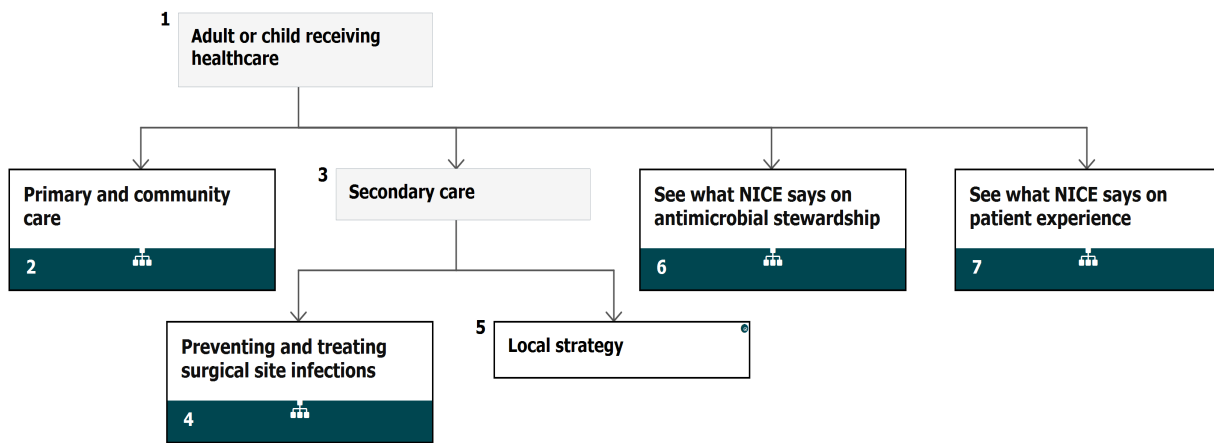 1
Adult or child receiving
healthcare
Primary and community
care
2
3
Secondary care
See what NICE says on
antimicrobial stewardship
6
See what NICE says on
patient experience
7
Preventing and treating
surgical site infections
4
5
Local strategy